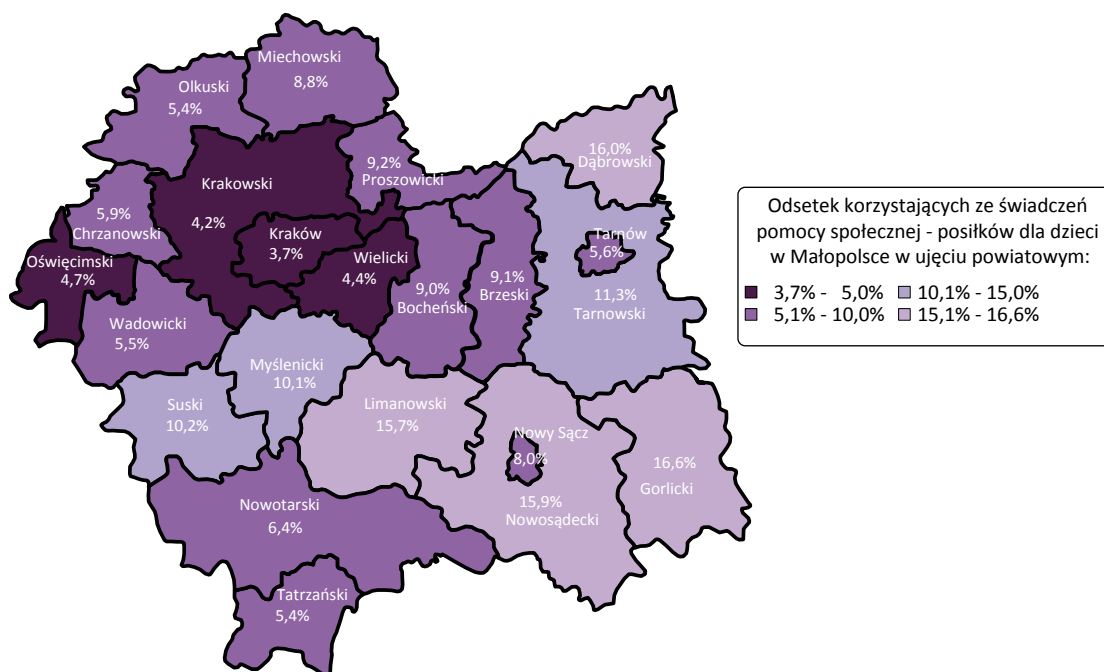 Miechowski
8,8%
Olkuski
5,4%
16,0%
Dąbrowski
9,2%
Proszowicki
Krakowski
4,2%
5,9%
Chrzanowski
Kraków
3,7%
Wielicki
4,4%
Tarnów
5,6%
Oświęcimski
4,7%
9,0%
Bocheński
9,1%
Brzeski
11,3%
Tarnowski
Wadowicki
5,5%
Myślenicki
10,1%
Suski
10,2%
Limanowski
15,7%
Nowy Sącz
8,0%
16,6%
Gorlicki
15,9%
Nowosądecki
Nowotarski
6,4%
Tatrzański
5,4%
Odsetek korzystających ze świadczeń
pomocy społecznej - posiłków dla dzieci
w Małopolsce w ujęciu powiatowym:
3,7% - 5,0% 10,1% - 15,0%
5,1% - 10,0% 15,1% - 16,6%